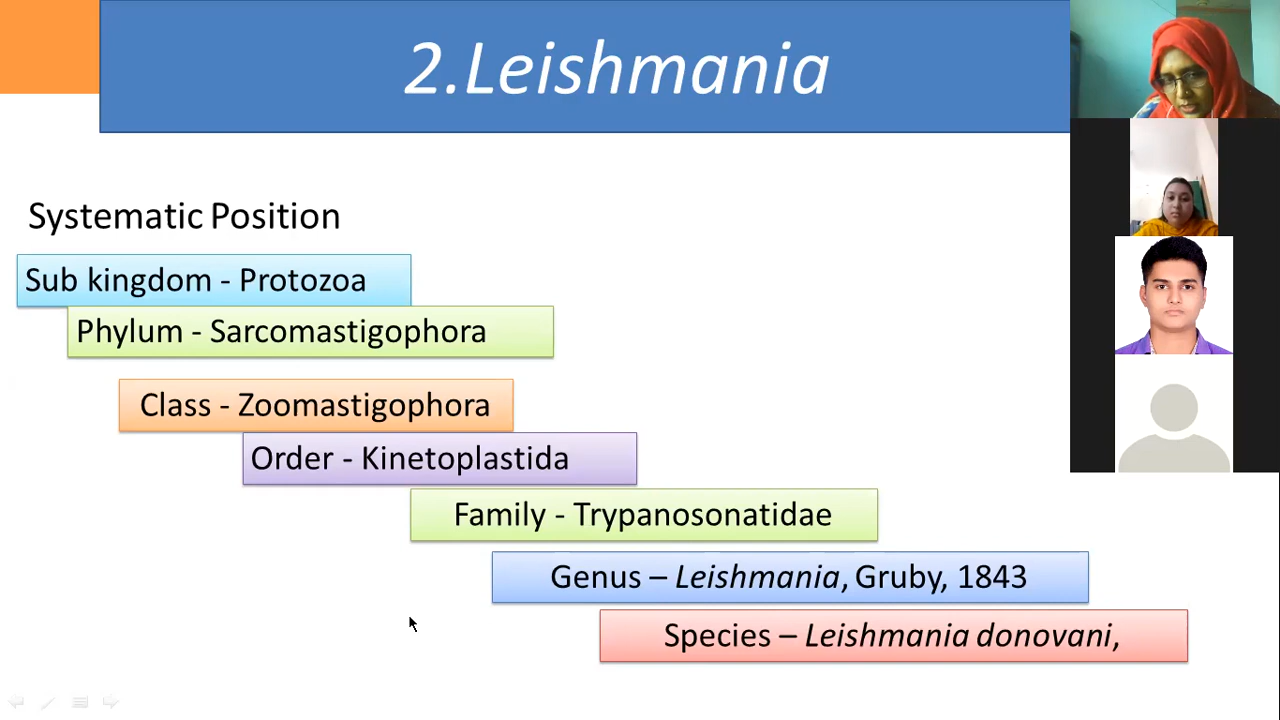 2.Leishmania
Systematic Position
Sub kingdom - Protozoa
Phylum - Sarcomastigophora
Class - Zoomastigophora
Order - Kinetoplastida
Family - Trypanosonatidae
Genus – Leishmania, Gruby, 1843
Species – Leishmania donovani,